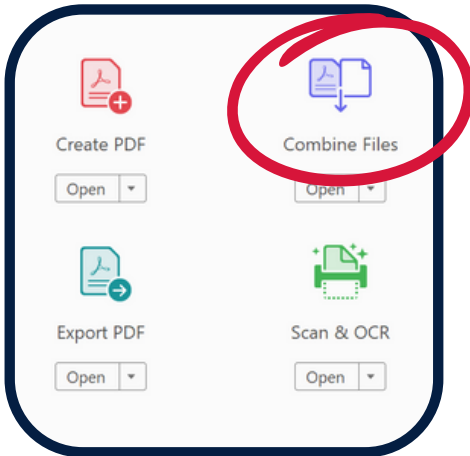 Create PDF
Combine Files
Open
Open
Export PDF
Scan & OCR
Open
Open